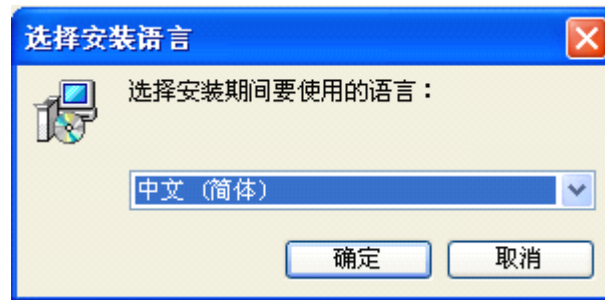 选择安装语言
选择安装期间要使用的语言：
中文 (简体)
确定
取消